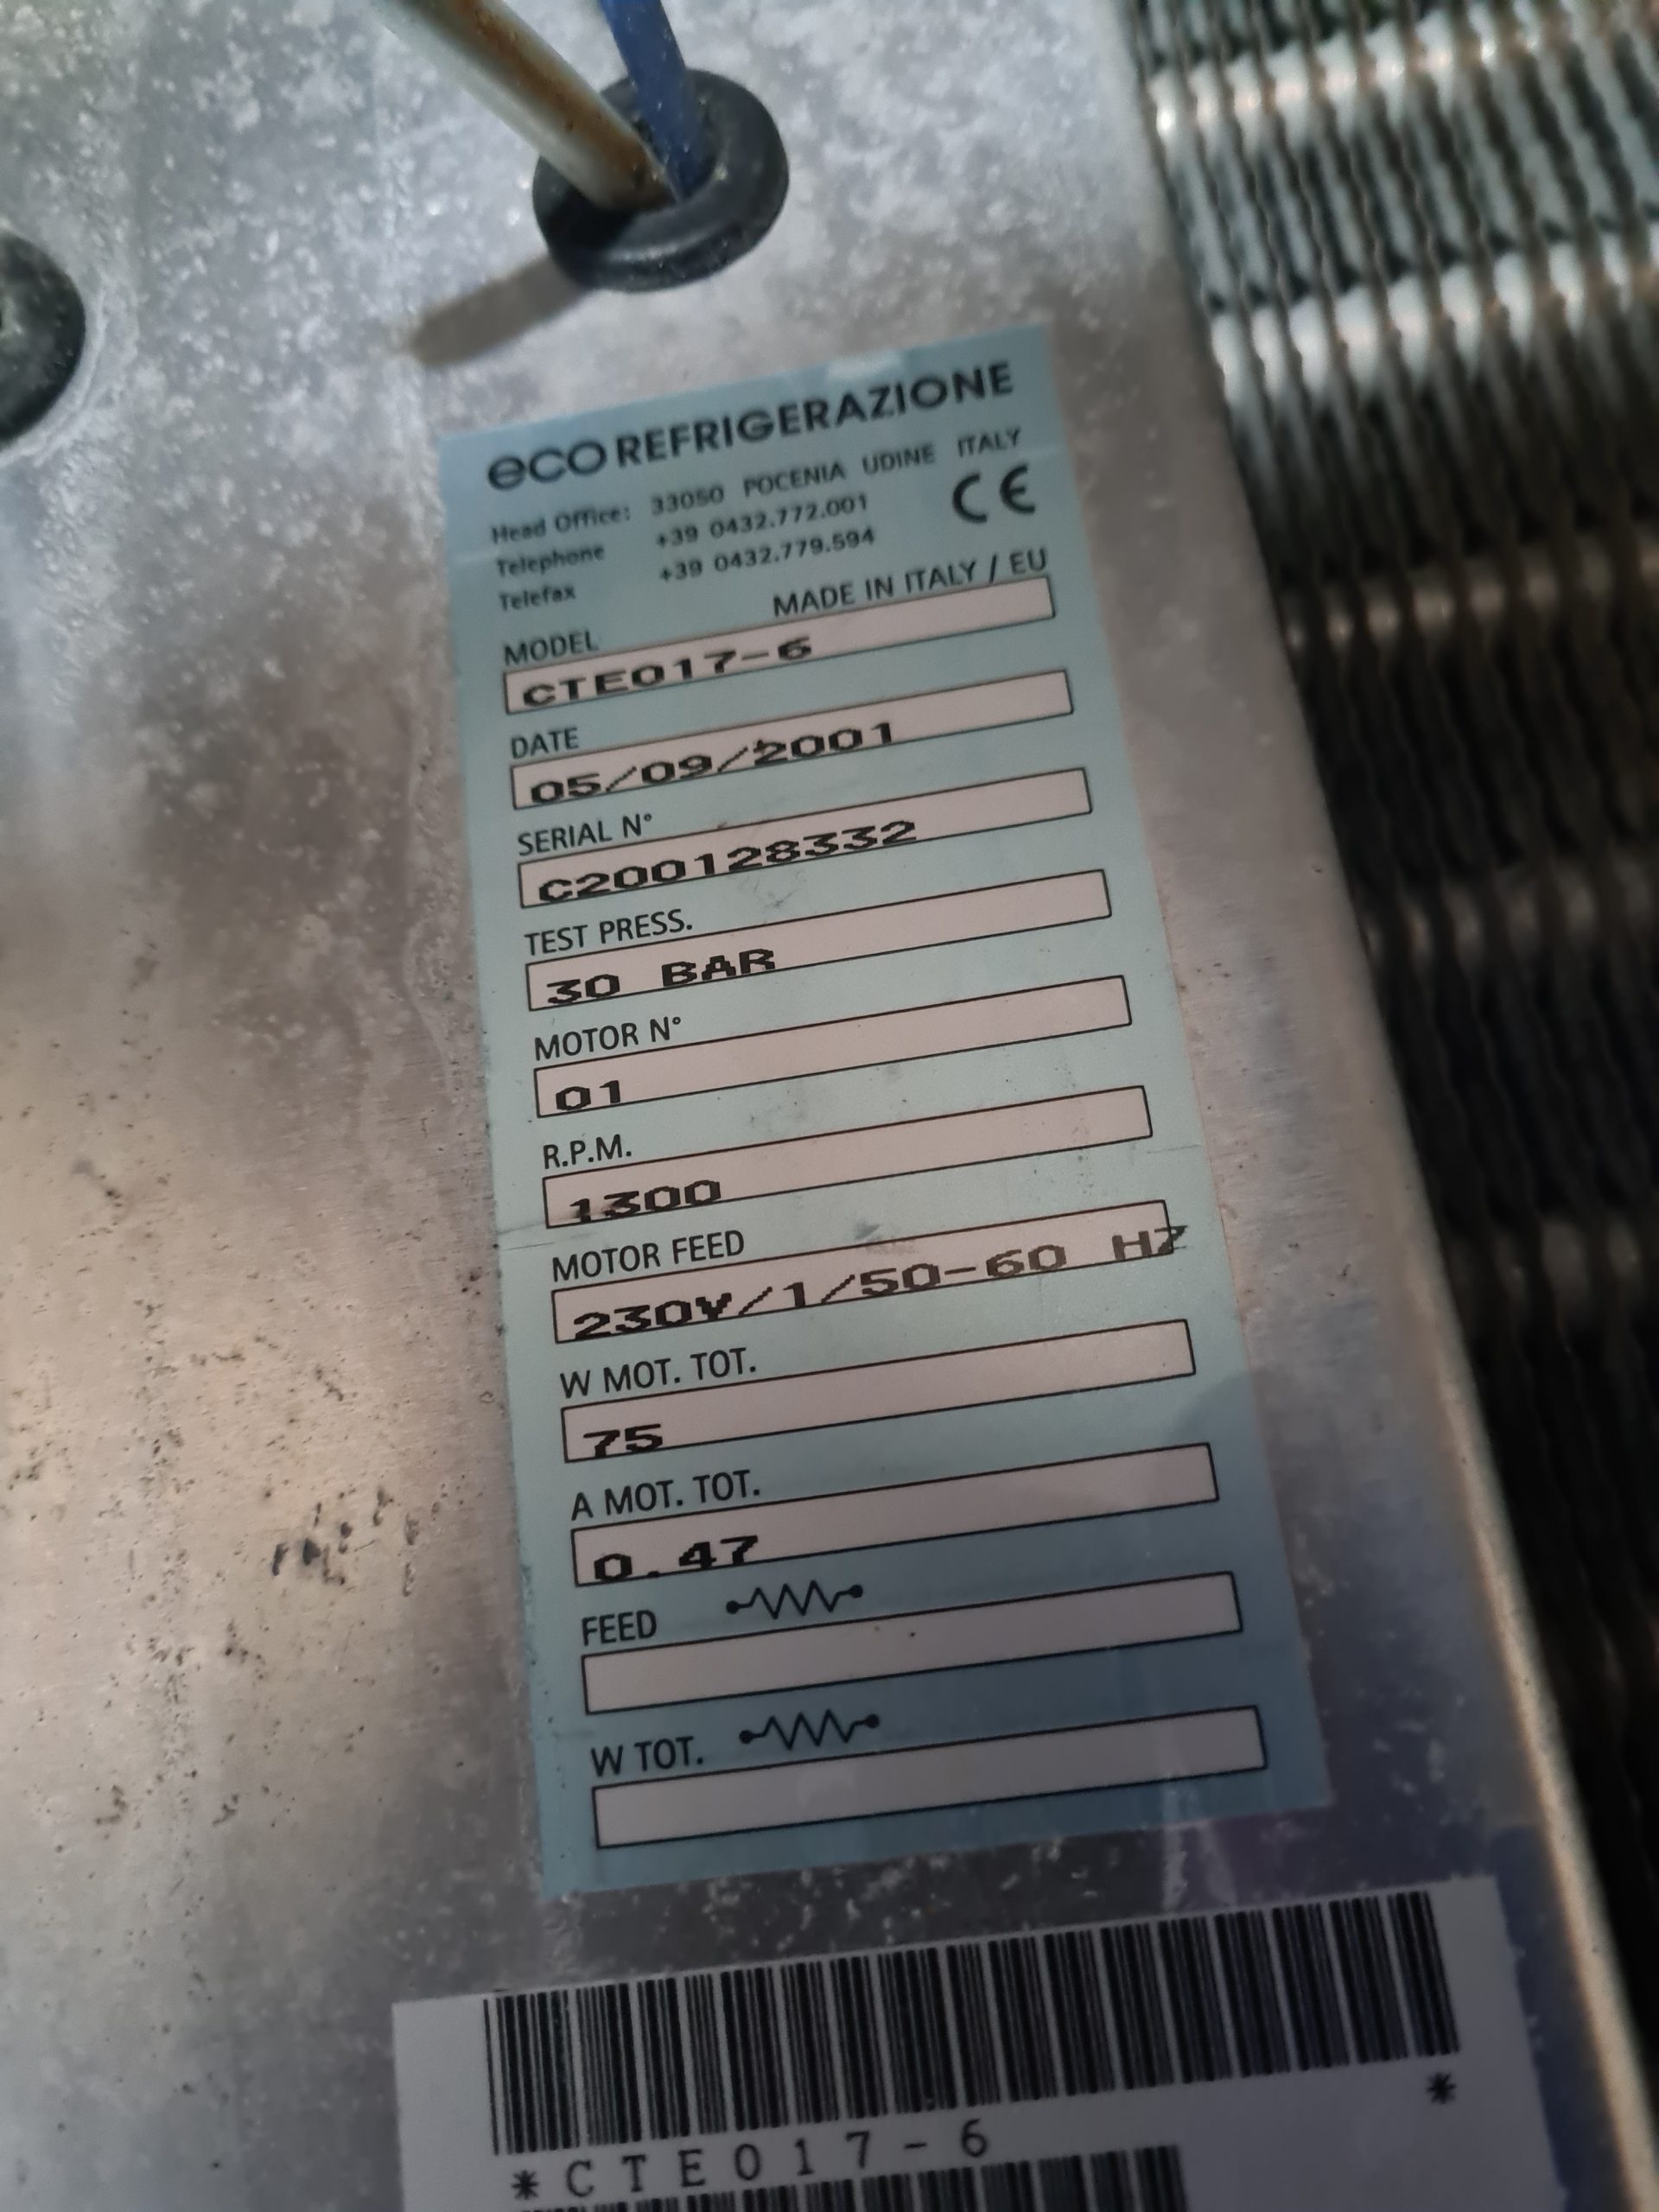 eco REFRIGERAZIONE
Head Office: 33050 POCENIA UDINE ITALY
Telephone +39 0432.772.001
Telefax +39 0432.779.594
CE
MADE IN ITALY / EU
MODEL
CTE017-6
DATE
05/09/2001
SERIAL N°
C200128332
TEST PRESS.
30 BAR
MOTOR N°
01
R.P.M.
1300
MOTOR FEED
230V/1/50-60 HZ
W MOT. TOT.
75
A MOT. TOT.
0.47
FEED
W TOT.
*CTE017-6 *